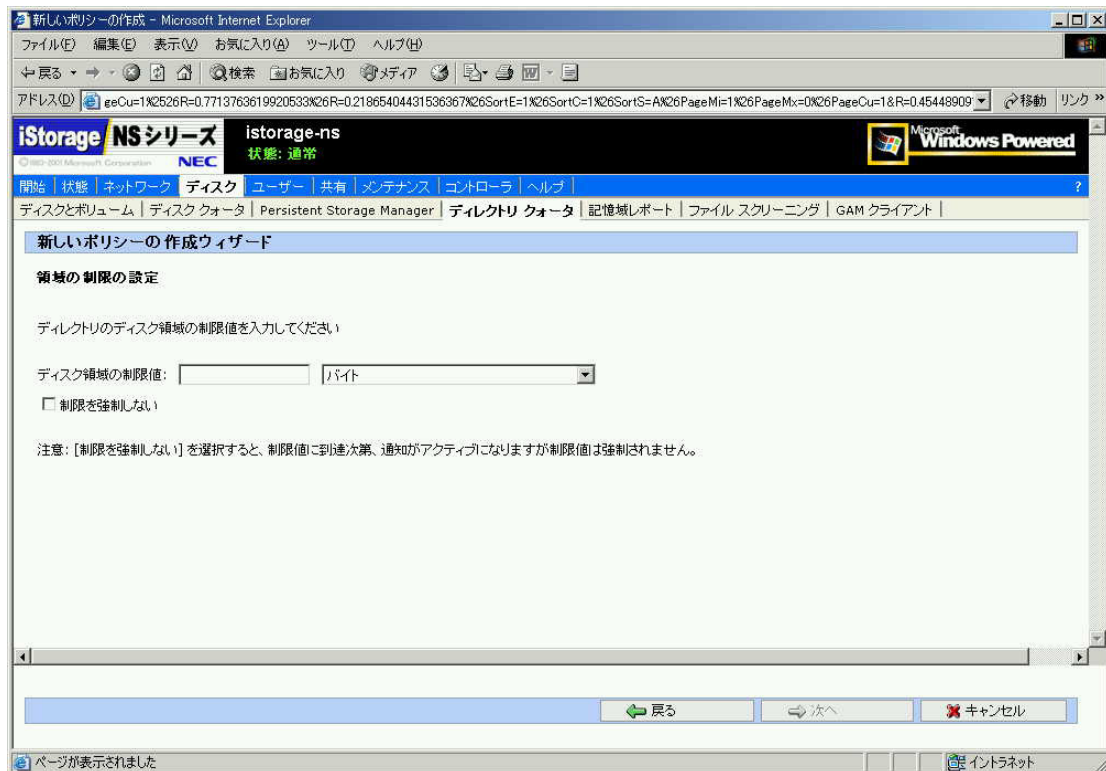 新しいポリシーの作成 - Microsoft Internet Explorer
ファイル(F) 編集(E) 表示(V) お気に入り(A) ツール(T) ヘルプ(H)
戻る 検索 お気に入り メディア
アドレス(D) geCu=1%2526R=0.7713763619920533%26R=0.21865404431536367%26SortE=1%26SortC=1%26SortS=A%26PageMi=1%26PageMx=0%26PageCu=1&R=0.45448909 移動 リンク »
iStorage NSシリーズ istorage-ns Microsoft Windows Powered
NEC 状態: 通常
開始 | 状態 | ネットワーク | ディスク | ユーザー | 共有 | メンテナンス | コントローラ | ヘルプ | ?
ディスクとボリューム | ディスク クォータ | Persistent Storage Manager | ディレクトリ クォータ | 記憶域レポート | ファイル スクリーニング | GAM クライアント |
新しいポリシーの作成ウィザード
領域の制限の設定
ディレクトリのディスク領域の制限値を入力してください
ディスク領域の制限値: バイト
制限を強制しない
注意: [制限を強制しない] を選択すると、制限値に到達次第、通知がアクティブになりますが制限値は強制されません。
戻る 次へ キャンセル
ページが表示されました イントラネット